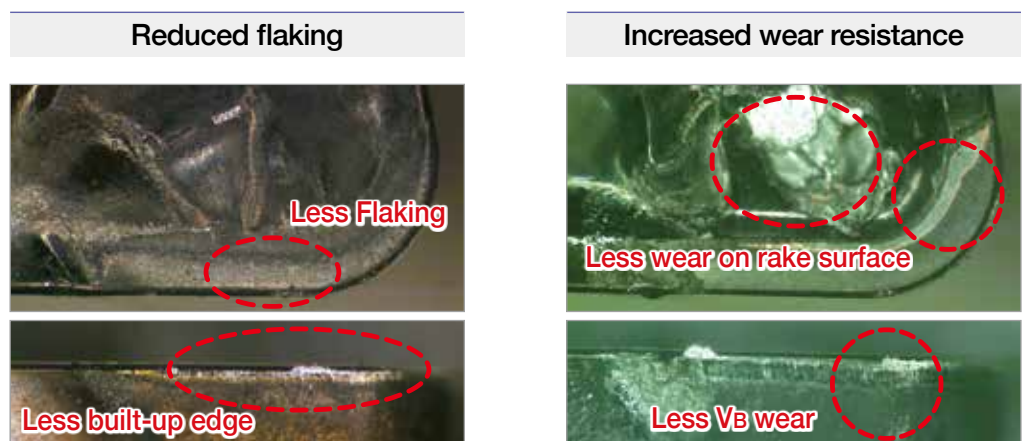 Reduced flaking
Increased wear resistance
Less Flaking
Less wear on rake surface
Less built-up edge
Less VB wear